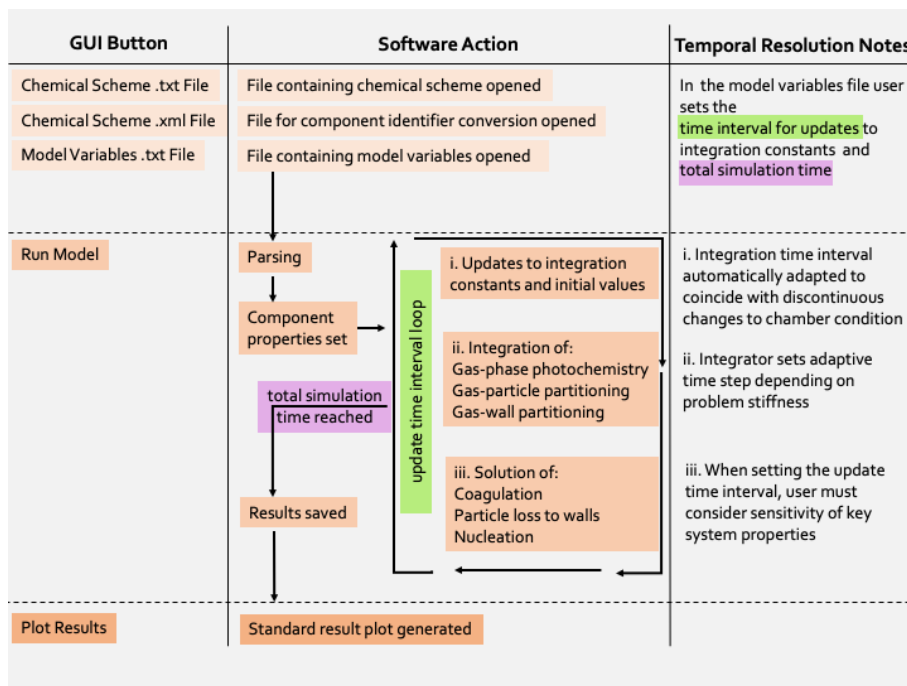 GUI Button
Software Action
Temporal Resolution Notes
Chemical Scheme .txt File
File containing chemical scheme opened
Chemical Scheme .xml File
File for component identifier conversion opened
Model Variables .txt File
File containing model variables opened
In the model variables file user
sets the
time interval for updates to
integration constants and
total simulation time
Run Model
Parsing
Component
properties set
total simulation
time reached
Results saved
update time interval loop
i. Updates to integration
constants and initial values
ii. Integration of:
Gas-phase photochemistry
Gas-particle partitioning
Gas-wall partitioning
iii. Solution of:
Coagulation
Particle loss to walls
Nucleation
i. Integration time interval
automatically adapted to
coincide with discontinuous
changes to chamber condition
ii. Integrator sets adaptive
time step depending on
problem stiffness
iii. When setting the update
time interval, user must
consider sensitivity of key
system properties
Plot Results
Standard result plot generated